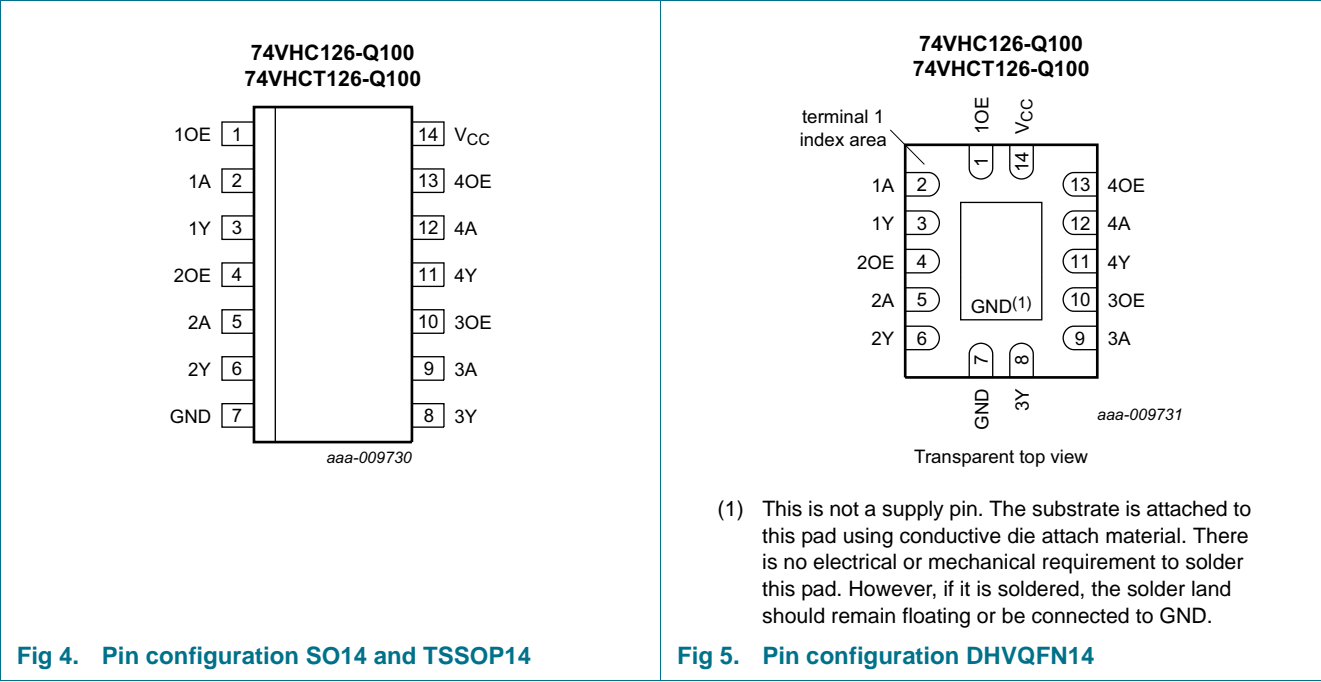 74VHC126-Q100
74VHCT126-Q100
1OE 1 14 VCC
1A 2 13 4OE
1Y 3 12 4A
2OE 4 11 4Y
2A 5 10 3OE
2Y 6 9 3A
GND 7 8 3Y
aaa-009730
Fig 4. Pin configuration SO14 and TSSOP14
74VHC126-Q100
74VHCT126-Q100
terminal 1
index area
1OE VCC
1 14
1A 2 13 4OE
1Y 3 12 4A
2OE 4 11 4Y
2A 5 10 3OE
GND(1)
2Y 6 9 3A
7 8
GND 3Y
aaa-009731
Transparent top view
(1) This is not a supply pin. The substrate is attached to
this pad using conductive die attach material. There
is no electrical or mechanical requirement to solder
this pad. However, if it is soldered, the solder land
should remain floating or be connected to GND.
Fig 5. Pin configuration DHVQFN14